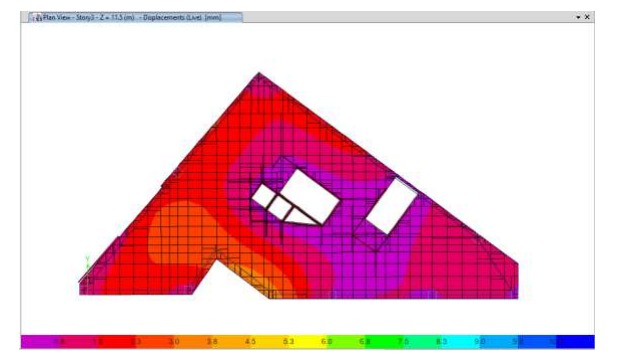 Plan View - Story3 - Z = 11.5 (m) - Displacements (Live) [mm]
Y
3.0 3.8 4.5 5.3 6.0 6.8 7.5 8.3 9.0